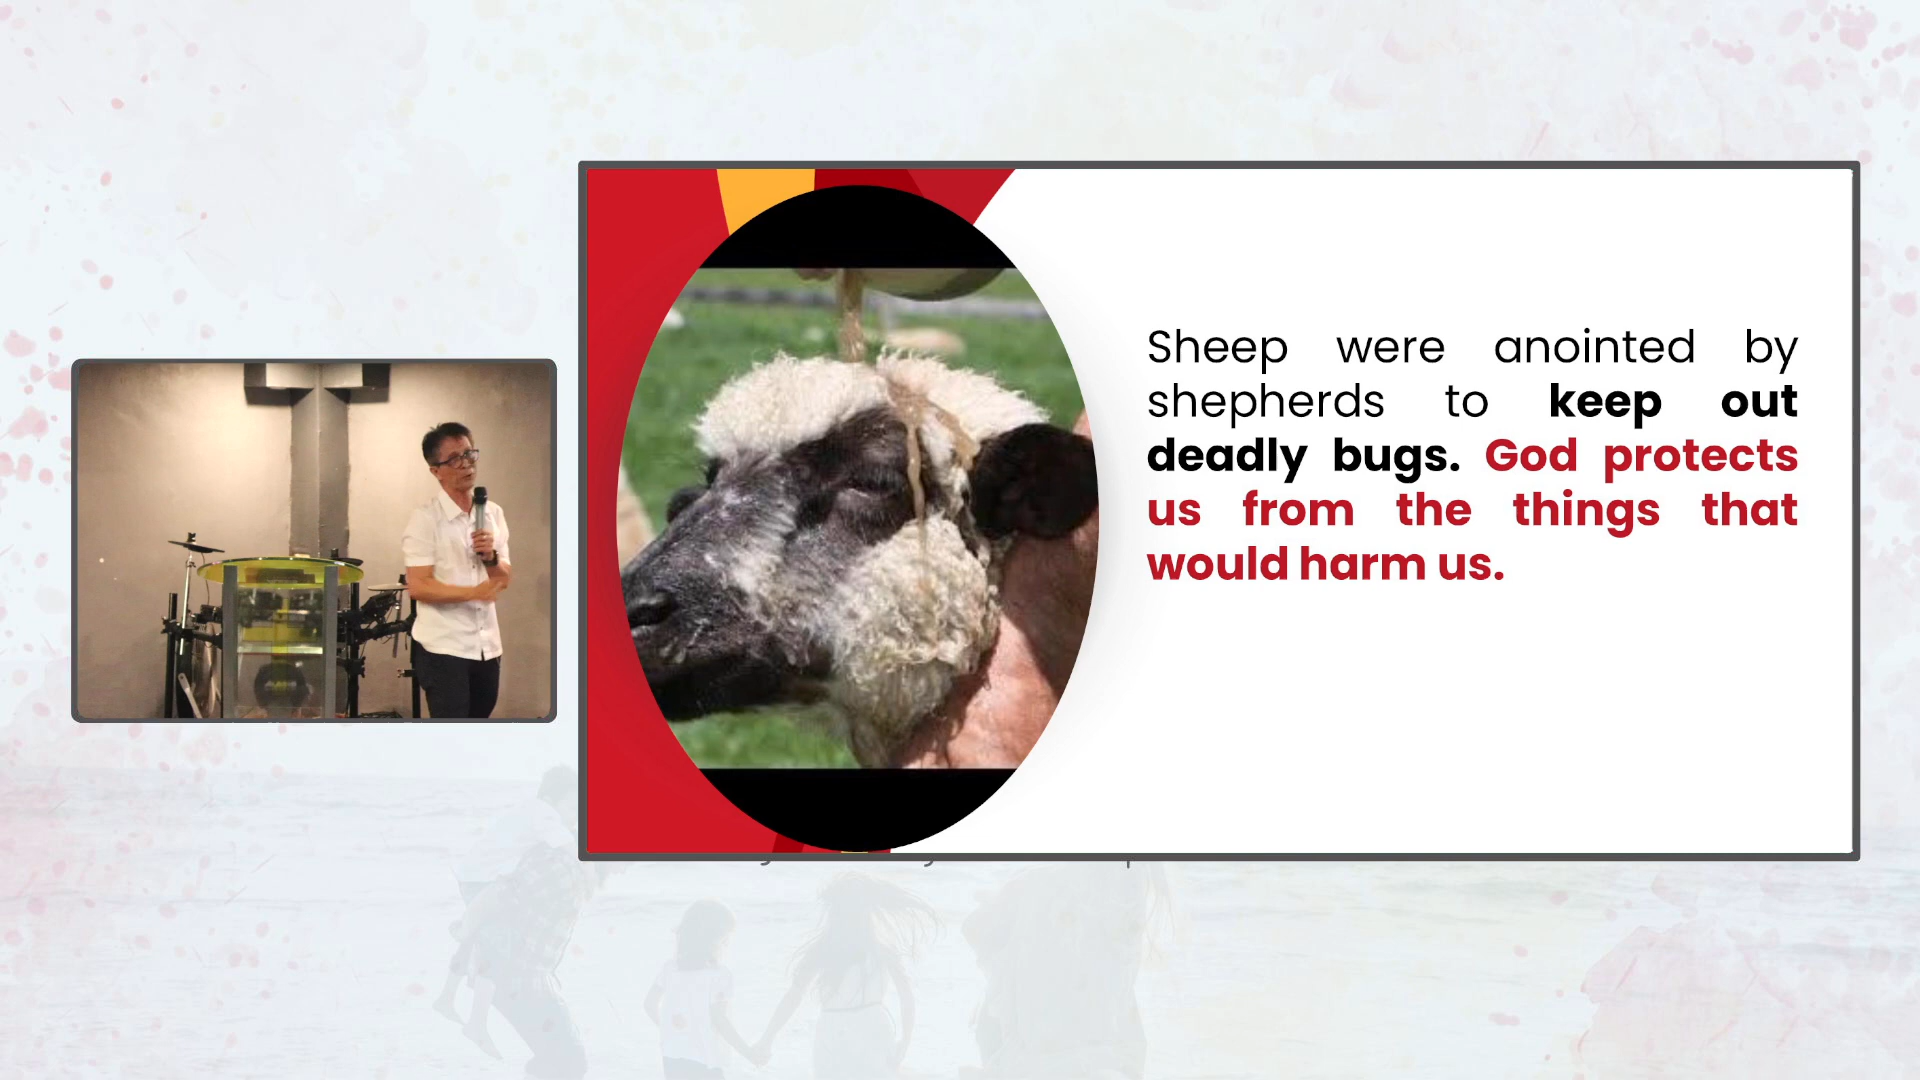 Sheep were anointed by
shepherds to keep out
deadly bugs. God protects
us from the things that
would harm us.